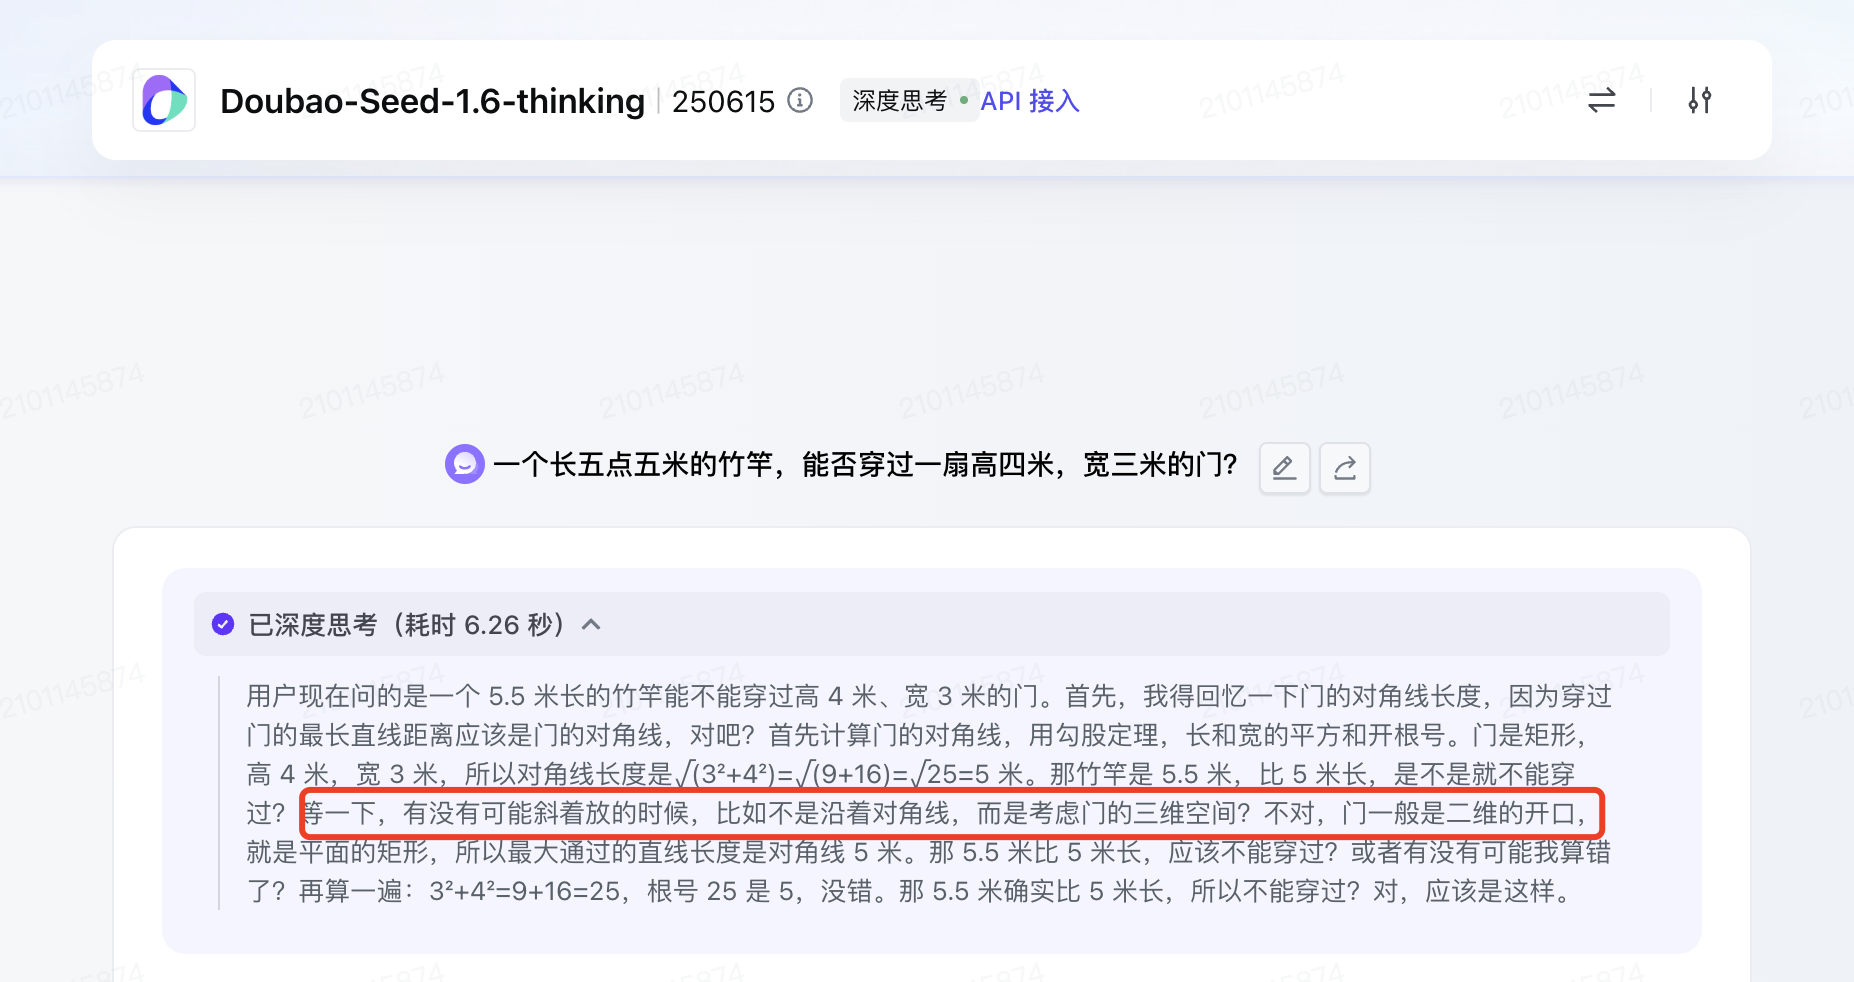 Doubao-Seed-1.6-thinking | 250615 深度思考 • API 接入
一个长五点五米的竹竿，能否穿过一扇高四米，宽三米的门？
已深度思考（耗时 6.26 秒）
用户现在问的是一个 5.5 米长的竹竿能不能穿过高 4 米、宽 3 米的门。首先，我得回忆一下门的对角线长度，因为穿过
门的最长直线距离应该是门的对角线，对吧？首先计算门的对角线，用勾股定理，长和宽的平方和开根号。门是矩形，
高 4 米，宽 3 米，所以对角线长度是√(3²+4²)=√(9+16)=√25=5 米。那竹竿是 5.5 米，比 5 米长，是不是就不能穿
过？等一下，有没有可能斜着放的时候，比如不是沿着对角线，而是考虑门的三维空间？不对，门一般是二维的开口，
就是平面的矩形，所以最大通过的直线长度是对角线 5 米。那 5.5 米比 5 米长，应该不能穿过？或者有没有可能我算错
了？再算一遍：3²+4²=9+16=25，根号 25 是 5，没错。那 5.5 米确实比 5 米长，所以不能穿过？对，应该是这样。
2101145874